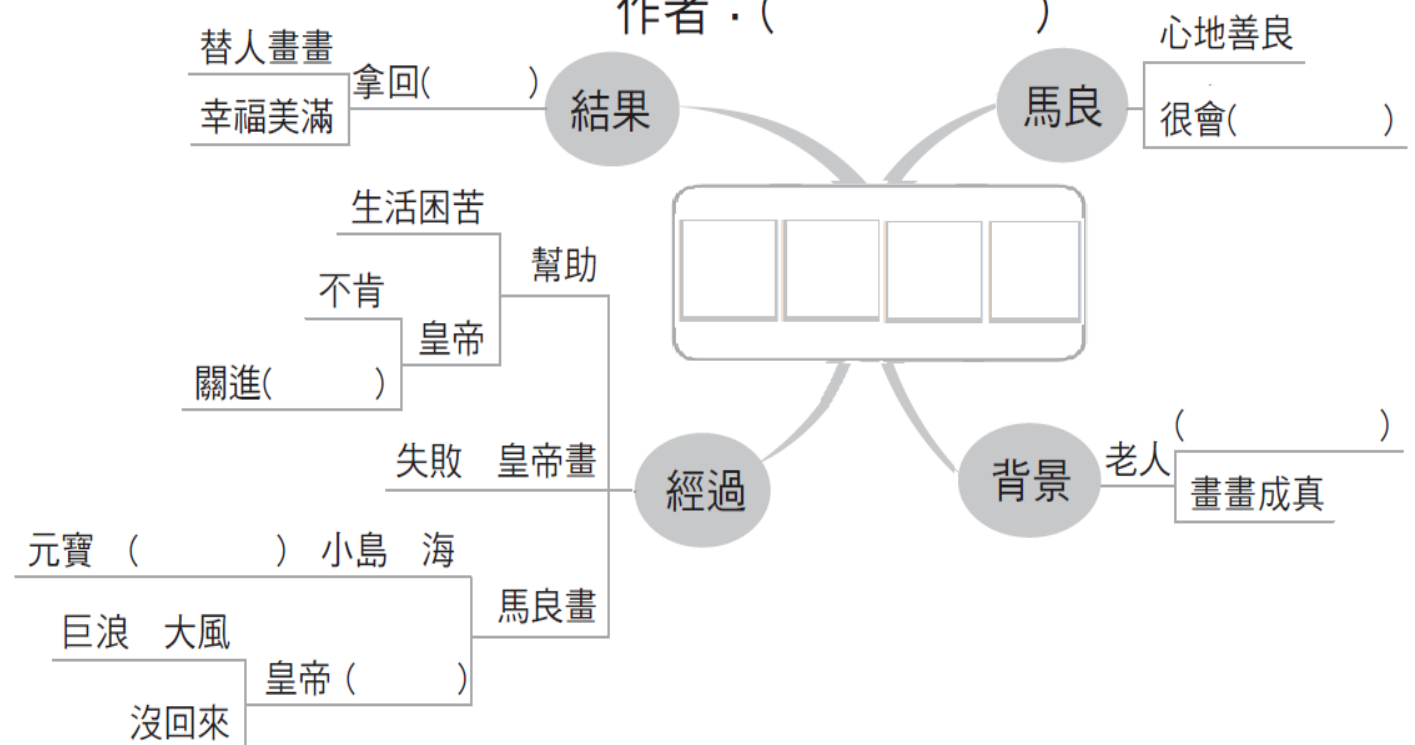 作者：(　　　　)
替人畫畫
幸福美滿
拿回(　　)
結果
馬良
心地善良
很會(　　　)
生活困苦
幫助
不肯
皇帝
關進(　　)
失敗　皇帝畫
經過
背景
老人
(　　　　)
畫畫成真
元寶　(　　　)　小島　海
馬良畫
巨浪　大風
皇帝（　　）
沒回來